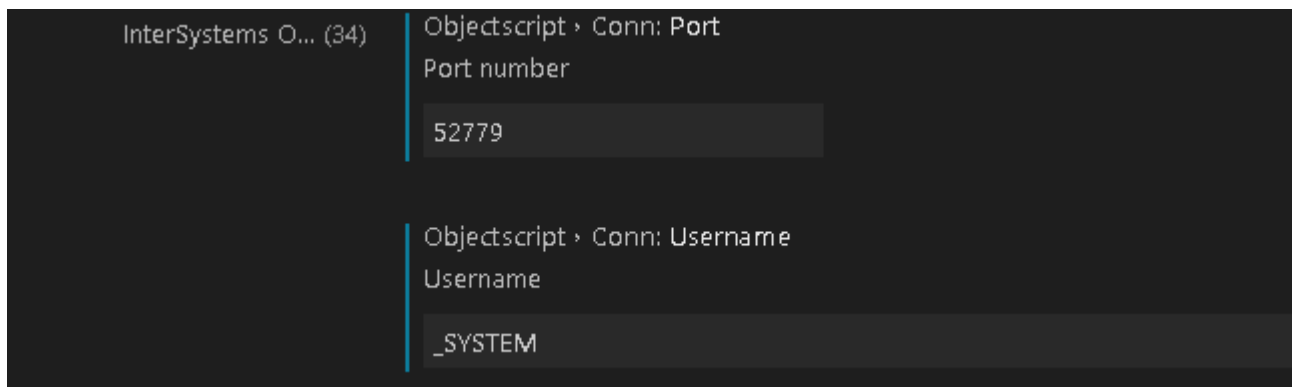 InterSystems O... (34)
Objectscript › Conn: Port
Port number
52779
Objectscript › Conn: Username
Username
_SYSTEM